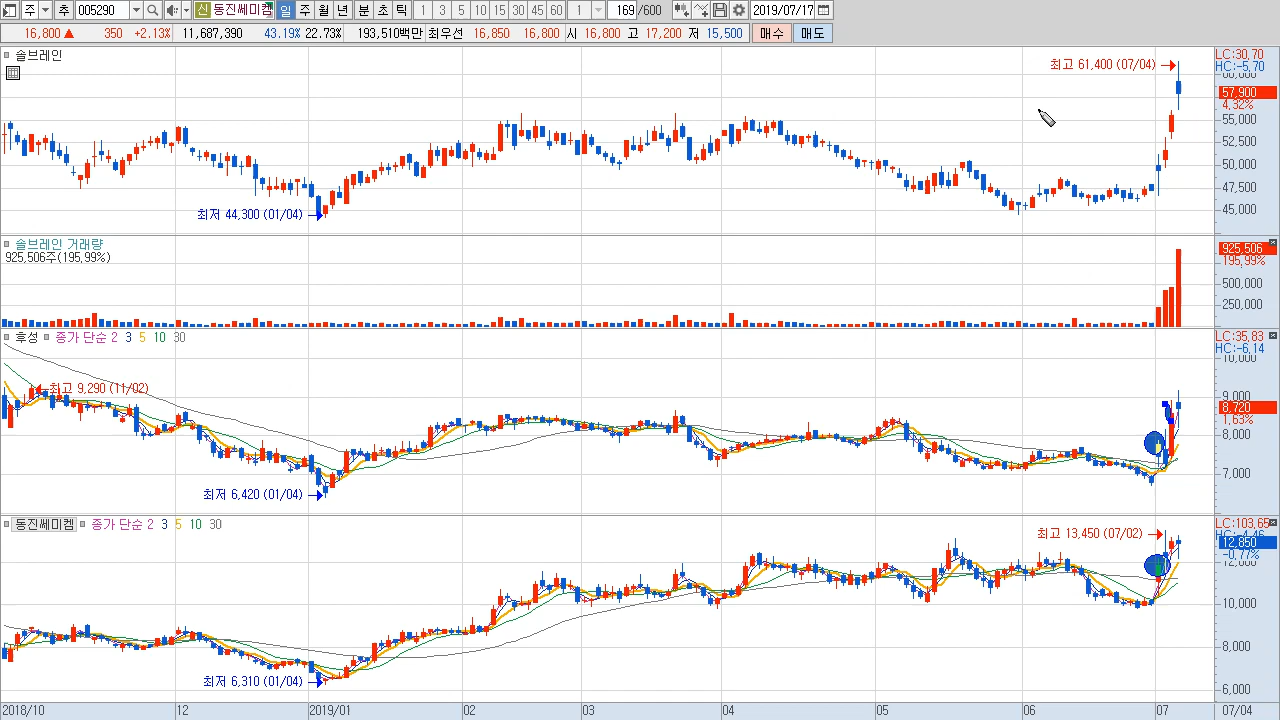 주 축 005290 신 동진쎄미켐 일 주 월 년 분 초 틱 1 3 5 10 15 30 45 60 1 169 /600 2019/07/17
16,800 ▲ 350 +2.13% 11,687,390 43.19% 22.73% 193,510백만 최우선 16,850 16,800 시 16,800 고 17,200 저 15,500 매수 매도
솔브레인
최고 61,400 (07/04)
최저 44,300 (01/04)
LC:30,70
HC:-5,70
60,000
57,900
4.32%
55,000
52,500
50,000
47,500
45,000
솔브레인 거래량
925,506주(195,99%)
925,506
195,99%
500,000
250,000
후성 종가 단순 2 3 5 10 30
최고 9,290 (11/02)
최저 6,420 (01/04)
LC:35,83
HC:-6,14
10,000
9,000
8,720
1.63%
8,000
7,000
동진쎄미켐 종가 단순 2 3 5 10 30
최고 13,450 (07/02)
최저 6,310 (01/04)
LC:103,65
HC:-4,46
12,850
-0.77%
12,000
10,000
8,000
6,000
2018/10 12 2019/01 02 03 04 05 06 07 07/04